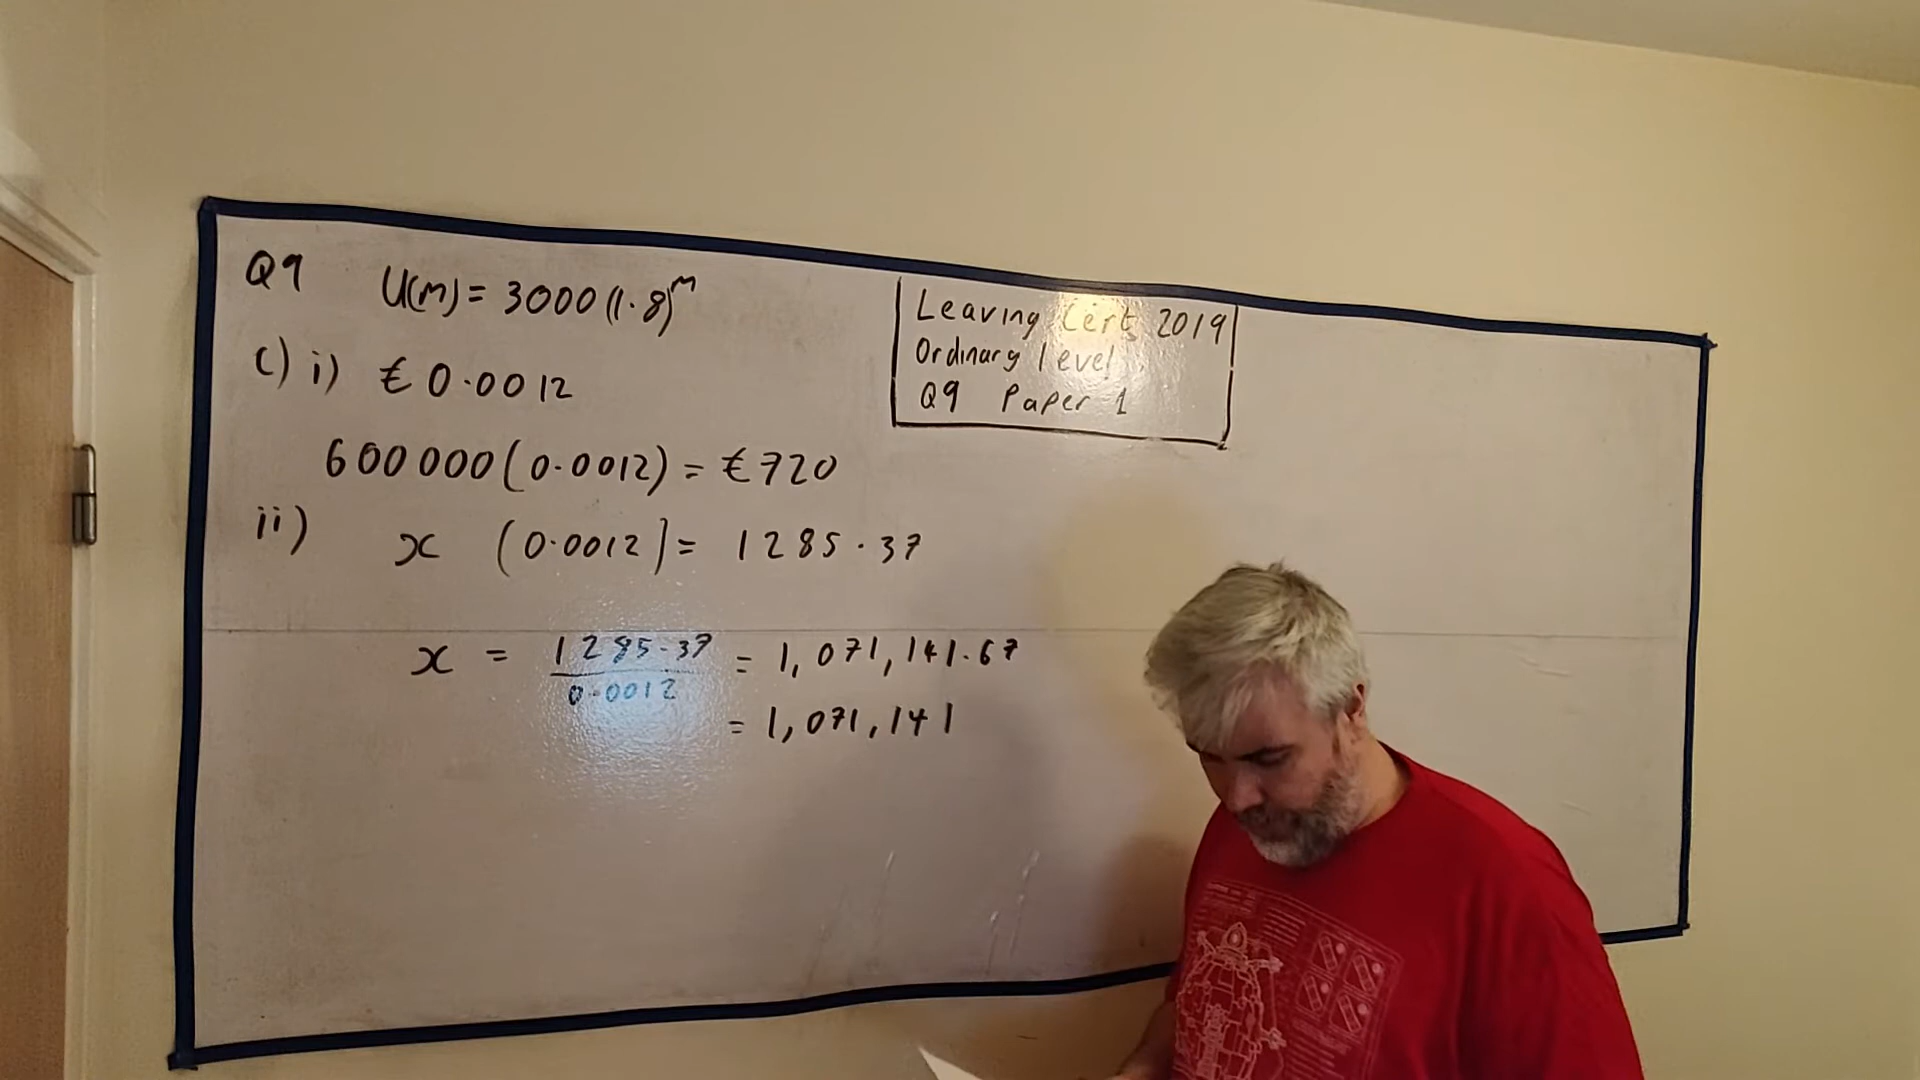 Q9 U(m) = 3000(1.8)^m
Leaving Cert 2019
Ordinary level
Q9 Paper 1
c) i) € 0.0012
600 000(0.0012) = €720
ii) x (0.0012) = 1285.37
x = 1285.37/0.0012 = 1,071,141.67
= 1,071,141